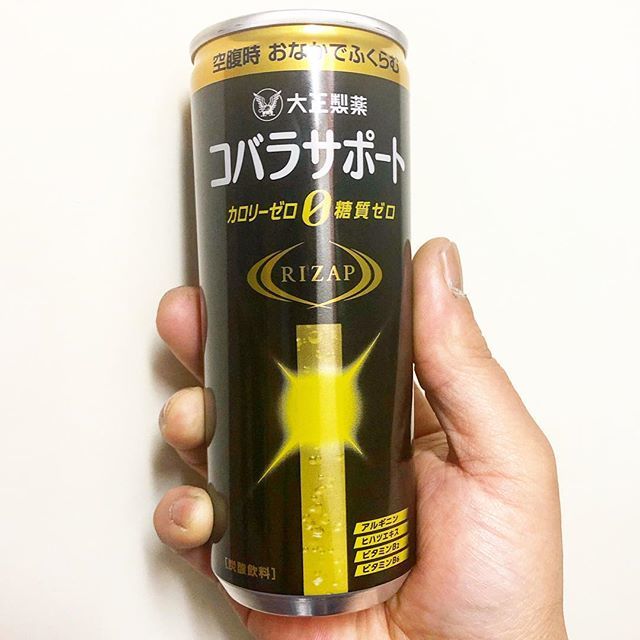 空腹時 おなかでふくらむ
大正製薬
コバラサポート
カロリーゼロ 0 糖質ゼロ
RIZAP
アルギニン
ヒハツエキス
ビタミンB2
ビタミンB6
[炭酸飲料]